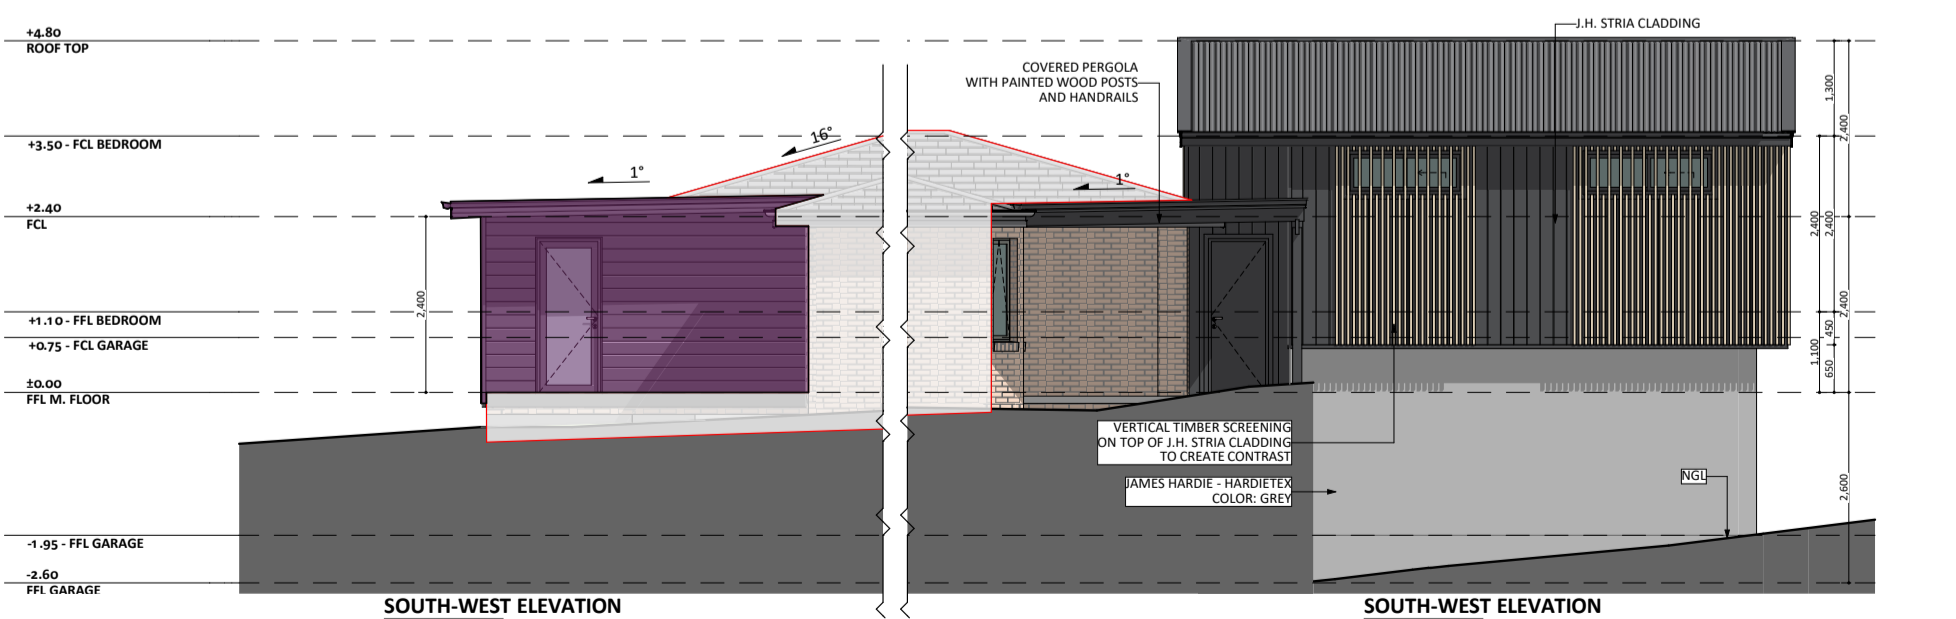 +4.80
ROOF TOP
+3.50 - FCL BEDROOM
+2.40
FCL
+1.10 - FFL BEDROOM
+0.75 - FCL GARAGE
±0.00
FFL M. FLOOR
-1.95 - FFL GARAGE
-2.60
FFL GARAGE
2,400
1°
16°
SOUTH-WEST ELEVATION
COVERED PERGOLA
WITH PAINTED WOOD POSTS
AND HANDRAILS
1°
J.H. STRIA CLADDING
VERTICAL TIMBER SCREENING
ON TOP OF J.H. STRIA CLADDING
TO CREATE CONTRAST
JAMES HARDIE - HARDIETEX
COLOR: GREY
NGL
1,300
2,400
2,400
2,400
2,400
450
1,100
650
2,600
SOUTH-WEST ELEVATION